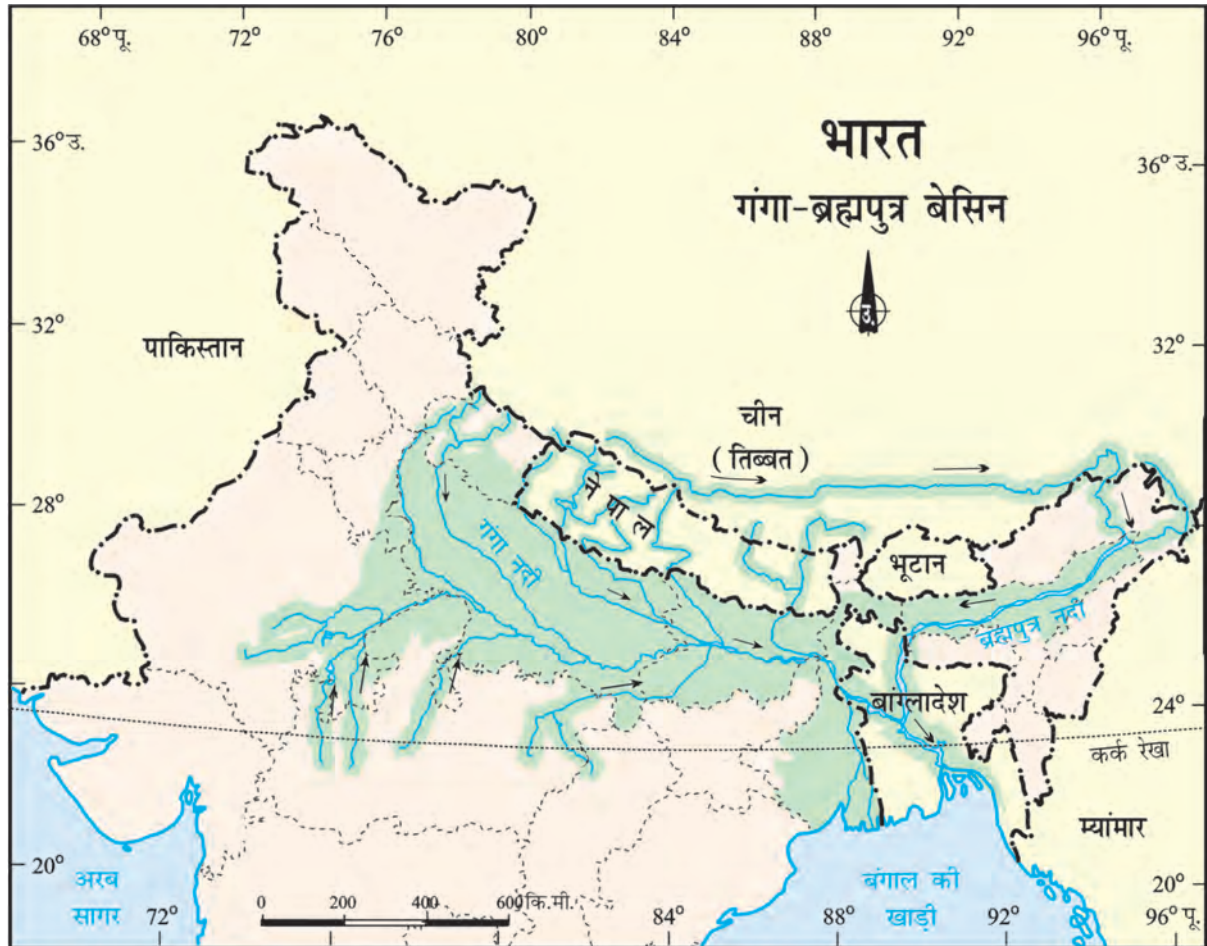 68° पू.
72°
76°
80°
84°
88°
92°
96° पू.
भारत
गंगा-ब्रह्मपुत्र बेसिन
उ
36° उ.
36° उ.
32°
32°
पाकिस्तान
चीन
(तिब्बत)
28°
28°
नेपाल
गंगा नदी
भूटान
ब्रह्मपुत्र नदी
बांग्लादेश
24°
24°
कर्क रेखा
म्यांमार
20°
20°
अरब
सागर
बंगाल की
खाड़ी
0 200 400 600 कि.मी.
72°
84°
88°
92°
96° पू.